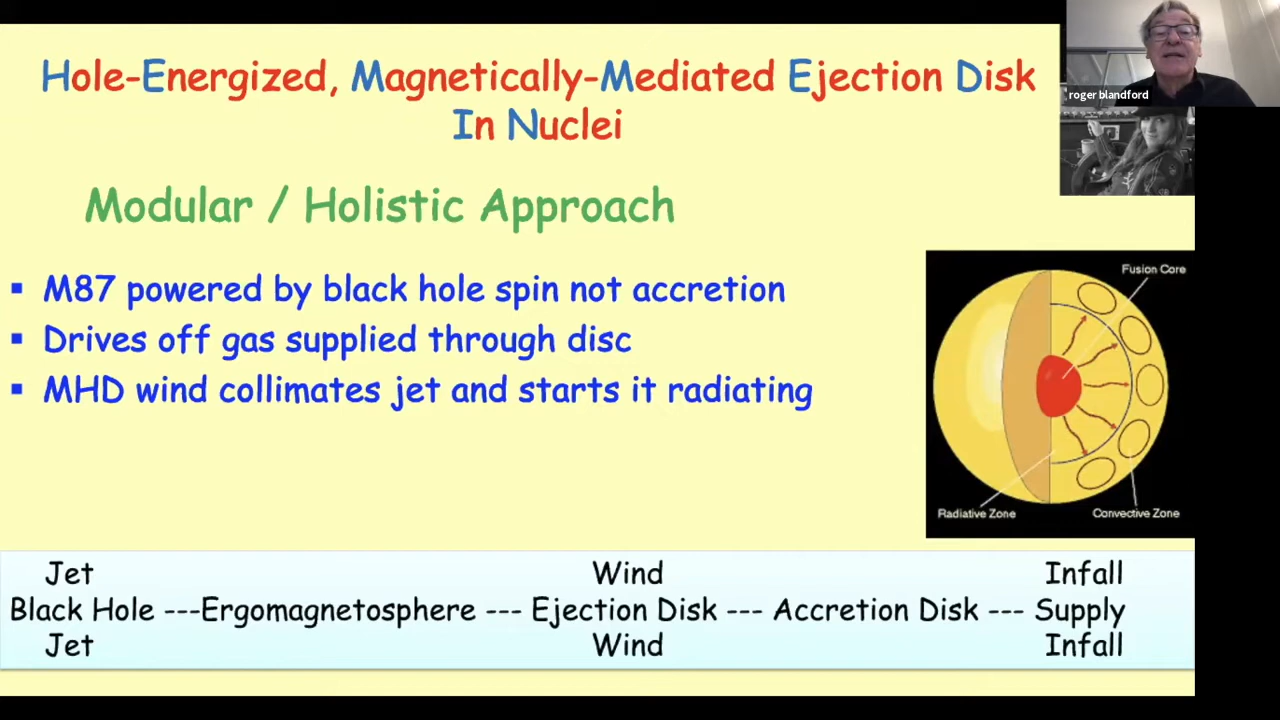 Hole-Energized, Magnetically-Mediated Ejection Disk
In Nuclei
roger blandford
Modular / Holistic Approach
▪ M87 powered by black hole spin not accretion
▪ Drives off gas supplied through disc
▪ MHD wind collimates jet and starts it radiating
Fusion Core
Radiative Zone
Convective Zone
Jet Wind Infall
Black Hole ---Ergomagnetosphere --- Ejection Disk --- Accretion Disk --- Supply
Jet Wind Infall